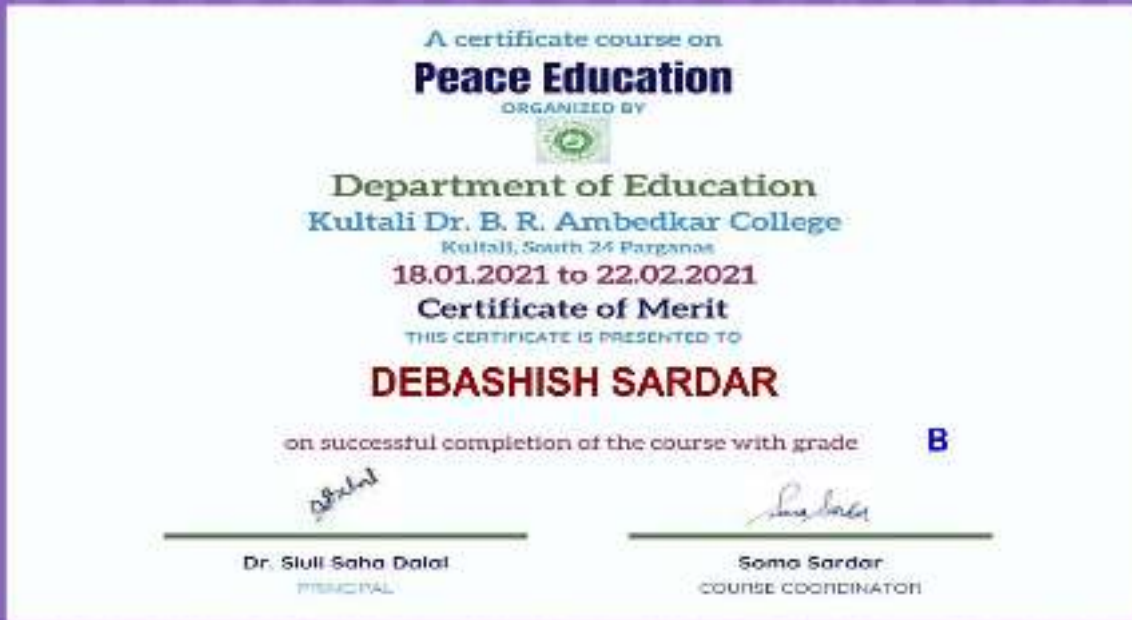 A certificate course on
Peace Education
ORGANIZED BY
Department of Education
Kultali Dr. B. R. Ambedkar College
Kultali, South 24 Parganas
18.01.2021 to 22.02.2021
Certificate of Merit
THIS CERTIFICATE IS PRESENTED TO
DEBASHISH SARDAR
on successful completion of the course with grade B
Dr. Siuli Saha Dalal
Soma Sardar
PRINCIPAL
COURSE COORDINATOR